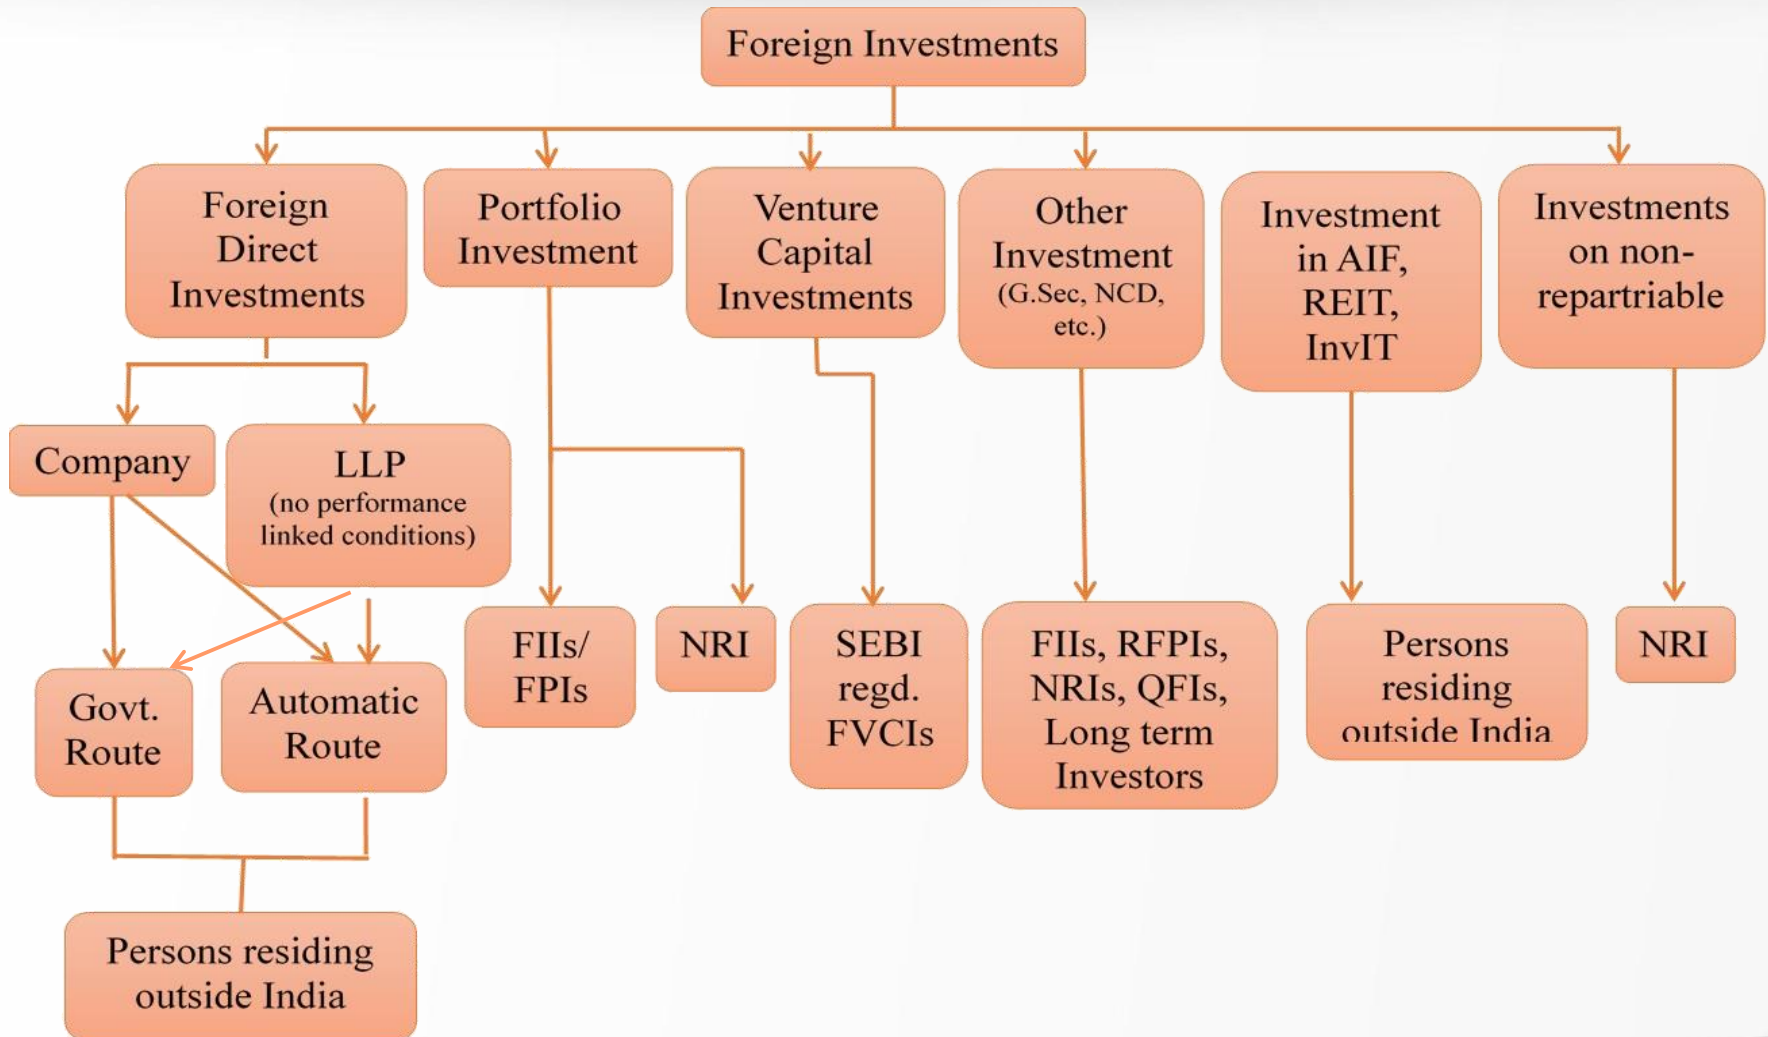 Foreign Investments
Foreign
Direct
Investments
Portfolio
Investment
Venture
Capital
Investments
Other
Investment
(G.Sec, NCD,
etc.)
Investment
in AIF,
REIT,
InvIT
Investments
on non-
repartriable
Company
LLP
(no performance
linked conditions)
Govt.
Route
Automatic
Route
FIIs/
FPIs
NRI
SEBI
regd.
FVCIs
FIIs, RFPIs,
NRIs, QFIs,
Long term
Investors
Persons
residing
outside India
NRI
Persons residing
outside India